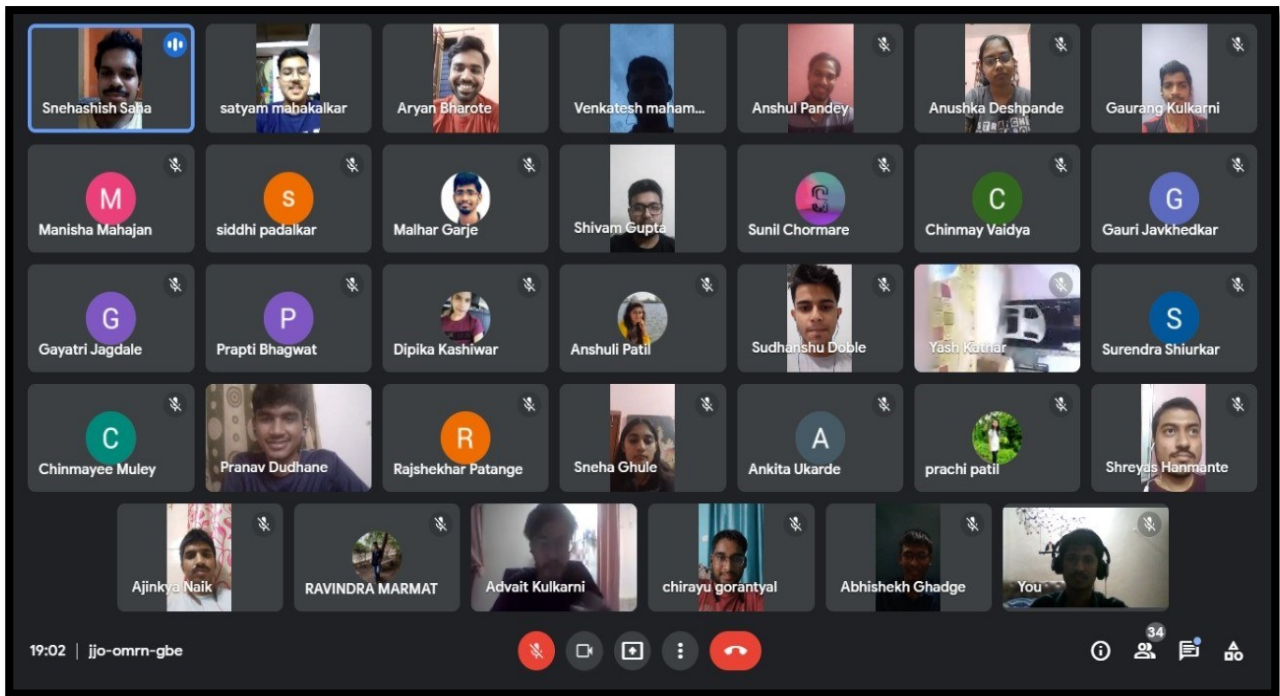 Snehashish Saha
satyam mahakalkar
Aryan Bharote
Venkatesh maham...
Anshul Pandey
Anushka Deshpande
Gaurang Kulkarni
M
Manisha Mahajan
s
siddhi padalkar
Malhar Garje
Shivam Gupta
S
Sunil Chormare
C
Chinmay Vaidya
G
Gauri Javkhedkar
G
Gayatri Jagdale
P
Prapti Bhagwat
Dipika Kashiwar
Anshuli Patil
Sudhanshu Doble
Yash Katnar
S
Surendra Shiurkar
C
Chinmayee Muley
Pranav Dudhane
R
Rajshekhar Patange
Sneha Ghule
A
Ankita Ukarde
prachi patil
Shreyas Hanmante
Ajinkya Naik
RAVINDRA MARMAT
Advait Kulkarni
chirayu gorantyal
Abhishekh Ghadge
You
19:02 | jjo-omrn-gbe
34